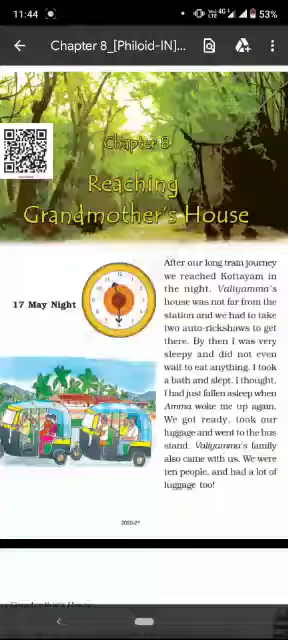 11:44
53%
Chapter 8_[Philoid-IN]...
Chapter 8
Reaching
Grandmother's House
17 May Night
After our long train journey
we reached Kottayam in
the night. Valiyamma's
house was not far from the
station and we had to take
two auto-rickshaws to get
there. By then I was very
sleepy and did not even
wait to eat anything. I took
a bath and slept. I thought,
I had just fallen asleep when
Amma woke me up again.
We got ready, took our
luggage and went to the bus
stand. Valiyamma's family
also came with us. We were
ten people, and had a lot of
luggage too!
2020-21
Grandmother's House